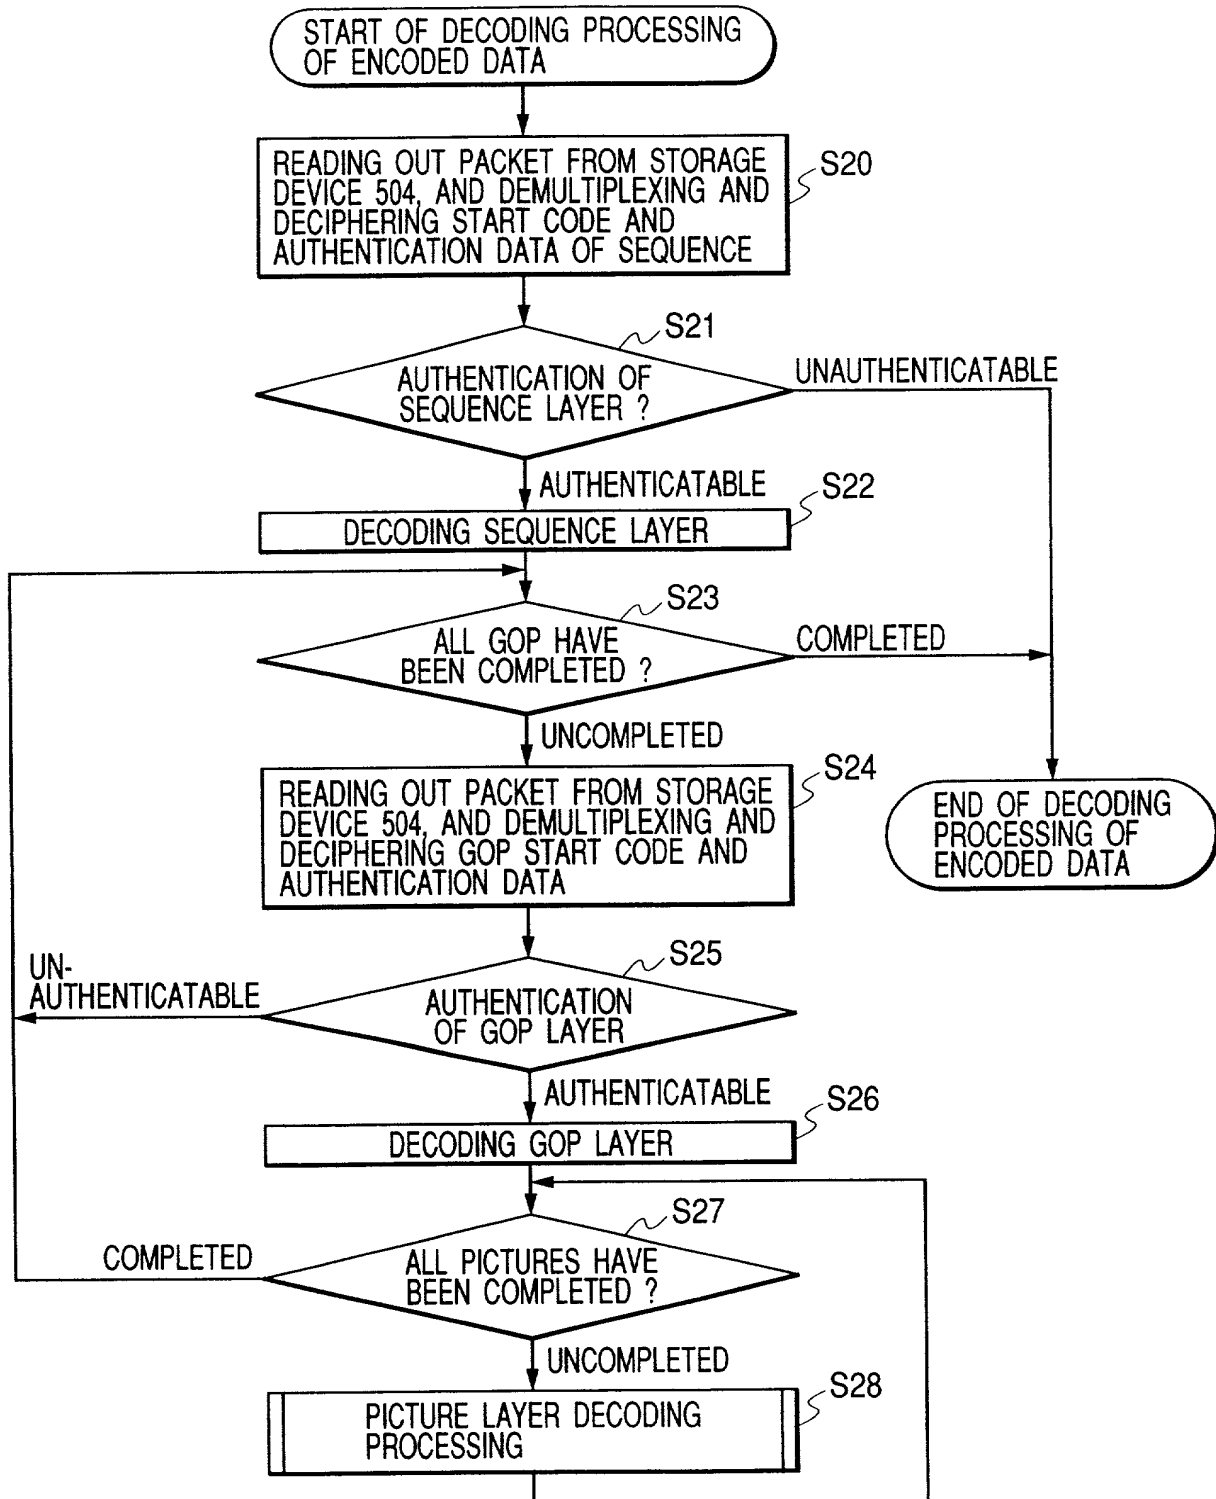 START OF DECODING PROCESSING
OF ENCODED DATA
READING OUT PACKET FROM STORAGE
DEVICE 504, AND DEMULTIPLEXING AND
DECIPHERING START CODE AND
AUTHENTICATION DATA OF SEQUENCE
S20
S21
AUTHENTICATION OF
SEQUENCE LAYER ?
UNAUTHENTICATABLE
AUTHENTICATABLE
S22
DECODING SEQUENCE LAYER
S23
ALL GOP HAVE
BEEN COMPLETED ?
COMPLETED
UNCOMPLETED
S24
READING OUT PACKET FROM STORAGE
DEVICE 504, AND DEMULTIPLEXING AND
DECIPHERING GOP START CODE AND
AUTHENTICATION DATA
END OF DECODING
PROCESSING OF
ENCODED DATA
S25
UN-
AUTHENTICATABLE
AUTHENTICATION
OF GOP LAYER
AUTHENTICATABLE
S26
DECODING GOP LAYER
S27
COMPLETED
ALL PICTURES HAVE
BEEN COMPLETED ?
UNCOMPLETED
S28
PICTURE LAYER DECODING
PROCESSING